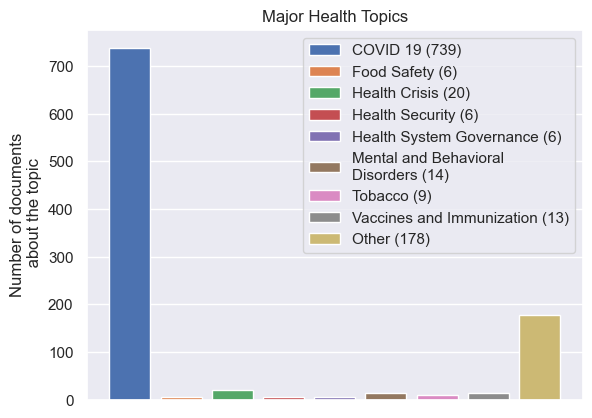 Major Health Topics
Number of documents
about the topic
700
600
500
400
300
200
100
0
COVID 19 (739)
Food Safety (6)
Health Crisis (20)
Health Security (6)
Health System Governance (6)
Mental and Behavioral
Disorders (14)
Tobacco (9)
Vaccines and Immunization (13)
Other (178)